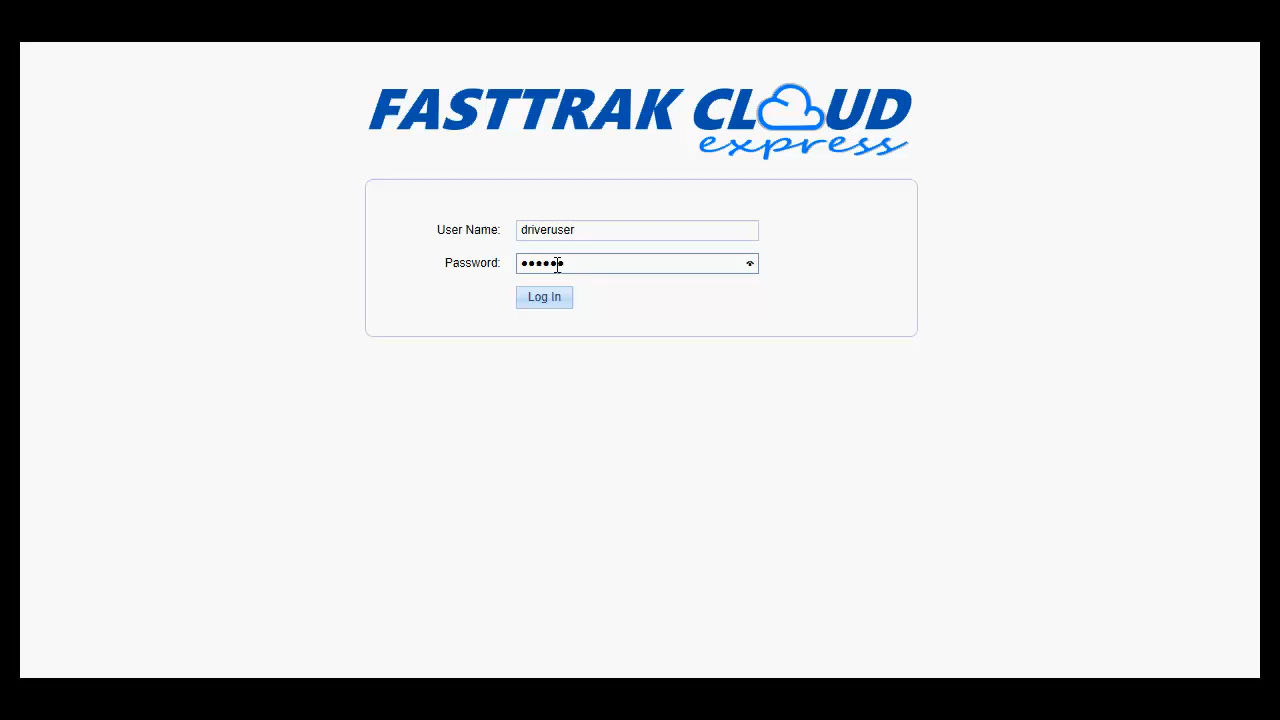 FASTTRAK CLOUD
express
User Name: driveruser
Password: ••••••
Log In